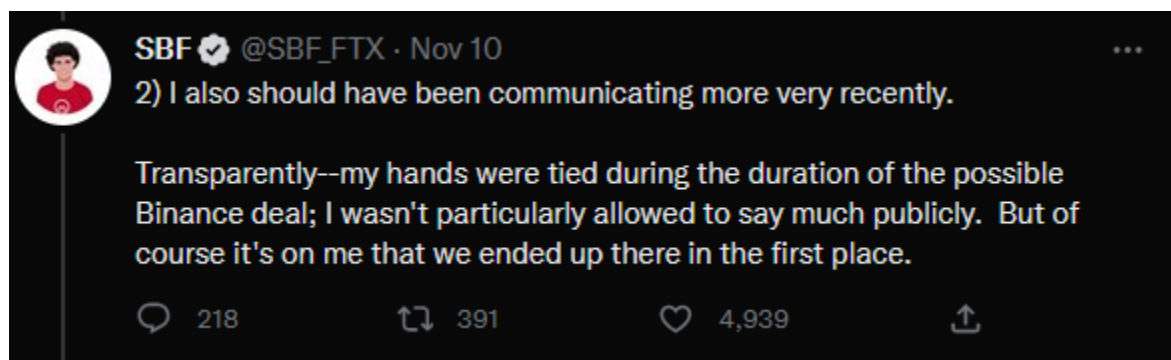 SBF @SBF_FTX · Nov 10
2) I also should have been communicating more very recently.
Transparently--my hands were tied during the duration of the possible
Binance deal; I wasn't particularly allowed to say much publicly.  But of
course it's on me that we ended up there in the first place.
218 391 4,939